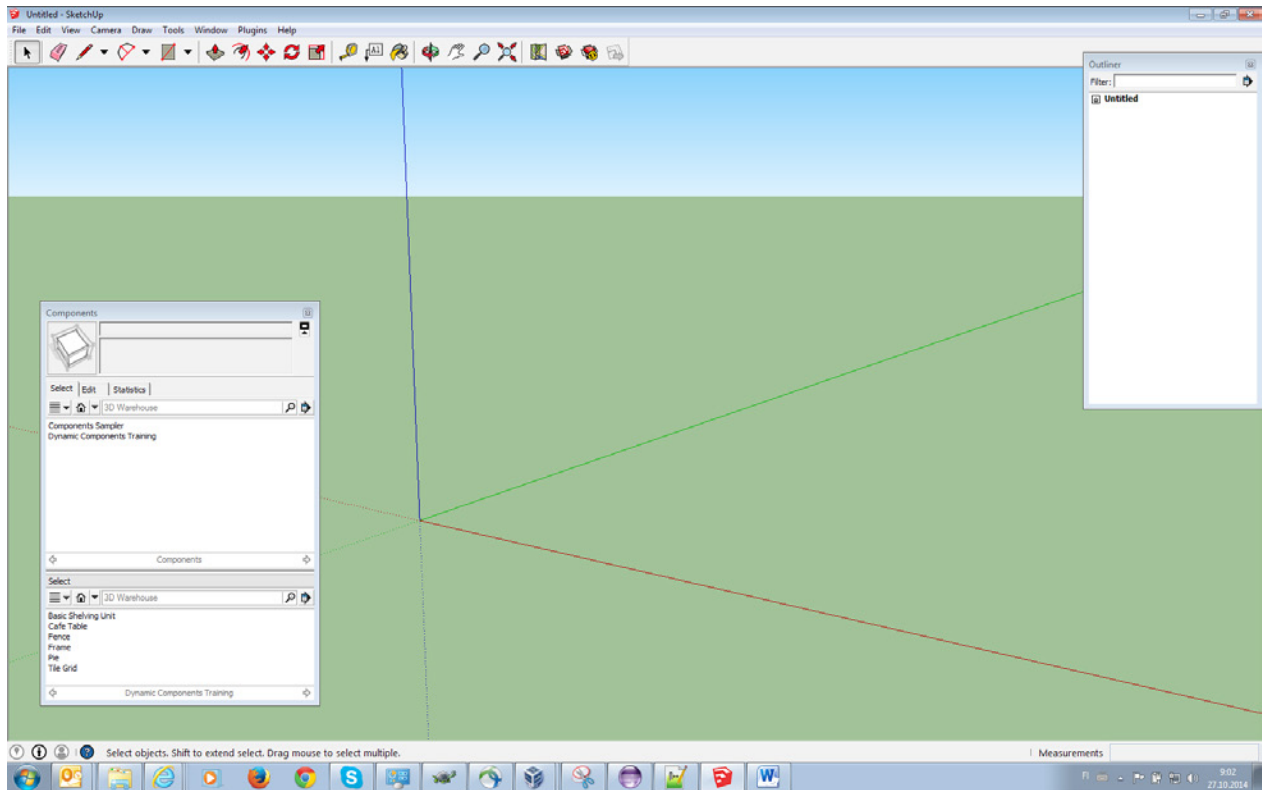 Untitled - SketchUp
File Edit View Camera Draw Tools Window Plugins Help
A1
Outliner
Filter:
Untitled
Components
Select Edit Statistics
3D Warehouse
Components Sampler
Dynamic Components Training
Components
Select
3D Warehouse
Basic Shelving Unit
Cafe Table
Fence
Frame
Pie
Tile Grid
Dynamic Components Training
Select objects. Shift to extend select. Drag mouse to select multiple.
Measurements
FI
9:02
27.10.2014